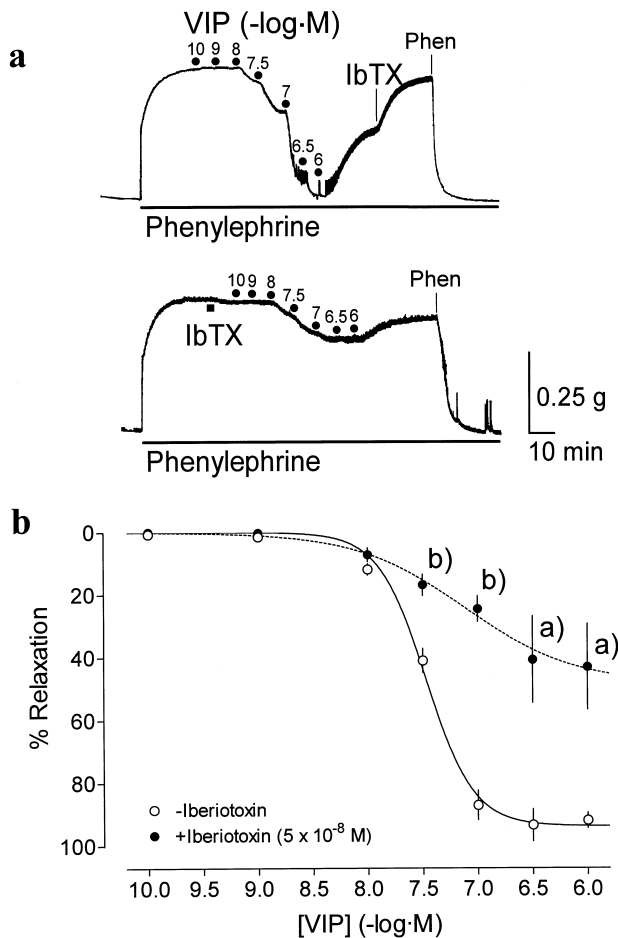 a
VIP (-log·M)
10 9 8
7.5
7
6.5
6
IbTX
Phen
Phenylephrine
10 9 8
7.5
7 6.5 6
IbTX
Phen
0.25 g
10 min
Phenylephrine
b
0
20
40
60
80
100
% Relaxation
b)
b)
a)
a)
-Iberiotoxin
+Iberiotoxin (5 x 10⁻⁸ M)
10.0 9.5 9.0 8.5 8.0 7.5 7.0 6.5 6.0
[VIP] (-log·M)